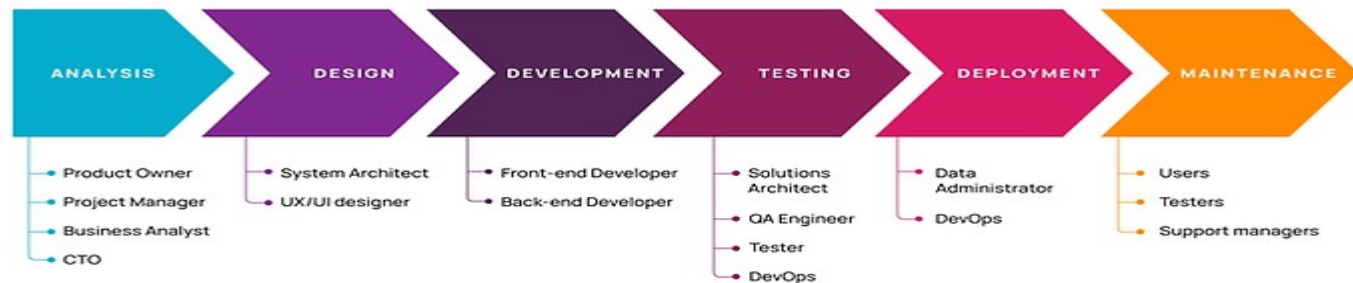 ANALYSIS
DESIGN
DEVELOPMENT
TESTING
DEPLOYMENT
MAINTENANCE
Product Owner
Project Manager
Business Analyst
CTO
System Architect
UX/UI designer
Front-end Developer
Back-end Developer
Solutions
Architect
QA Engineer
Tester
DevOps
Data
Administrator
DevOps
Users
Testers
Support managers